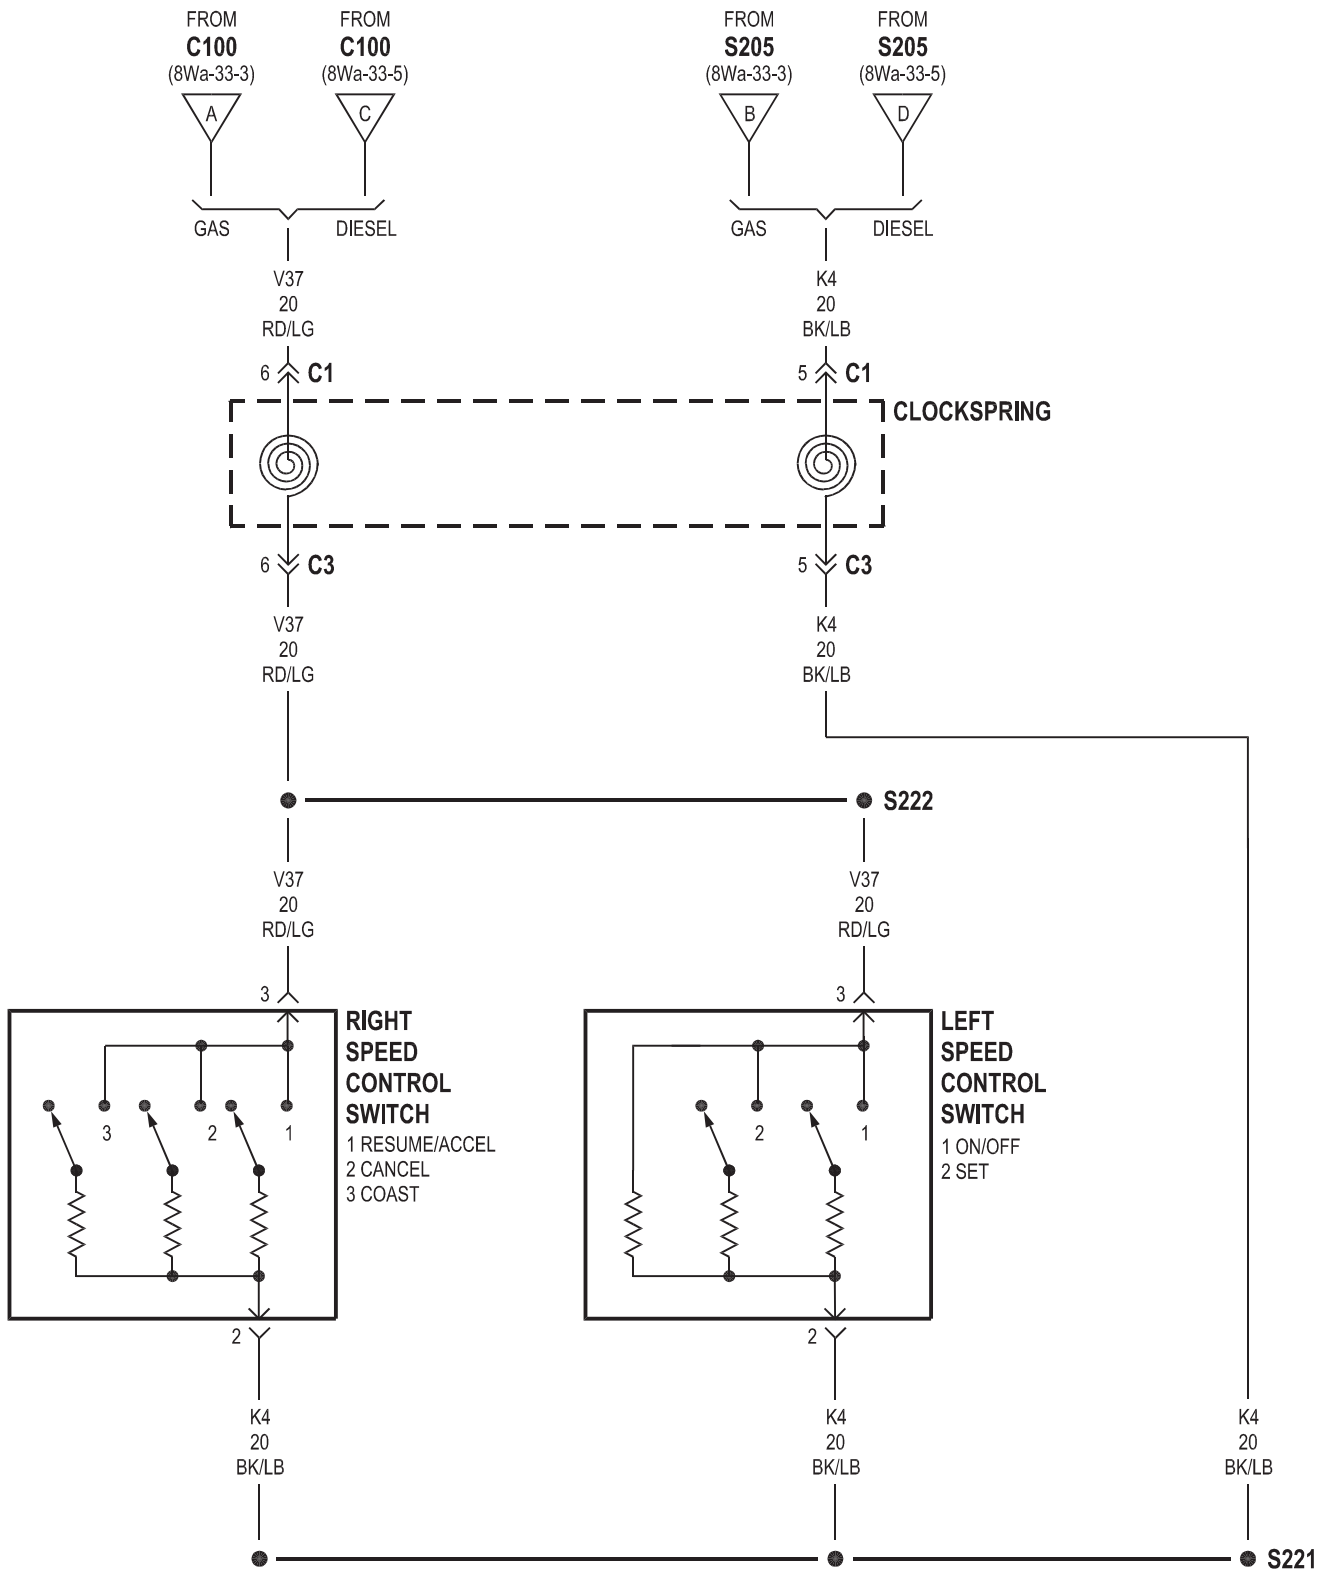 FROM
C100
(8Wa-33-3)
FROM
C100
(8Wa-33-5)
FROM
S205
(8Wa-33-3)
FROM
S205
(8Wa-33-5)
A
C
B
D
GAS
DIESEL
GAS
DIESEL
V37
20
RD/LG
K4
20
BK/LB
6
C1
5
C1
CLOCKSPRING
6
C3
5
C3
V37
20
RD/LG
K4
20
BK/LB
S222
V37
20
RD/LG
V37
20
RD/LG
3
3
RIGHT
SPEED
CONTROL
SWITCH
1 RESUME/ACCEL
2 CANCEL
3 COAST
3
2
1
LEFT
SPEED
CONTROL
SWITCH
1 ON/OFF
2 SET
2
1
2
2
K4
20
BK/LB
K4
20
BK/LB
K4
20
BK/LB
S221